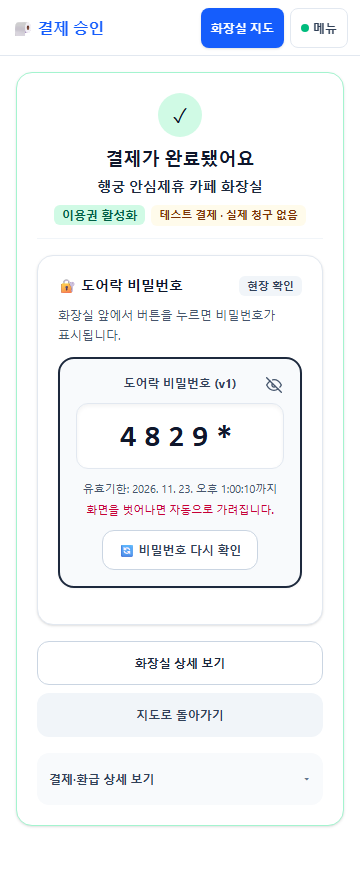 결제 승인
화장실 지도
메뉴
✓
결제가 완료됐어요
행궁 안심제휴 카페 화장실
이용권 활성화
테스트 결제 · 실제 청구 없음
도어락 비밀번호
현장 확인
화장실 앞에서 버튼을 누르면 비밀번호가
표시됩니다.
도어락 비밀번호 (v1)
4829*
유효기한: 2026. 11. 23. 오후 1:00:10까지
화면을 벗어나면 자동으로 가려집니다.
비밀번호 다시 확인
화장실 상세 보기
지도로 돌아가기
결제·환급 상세 보기